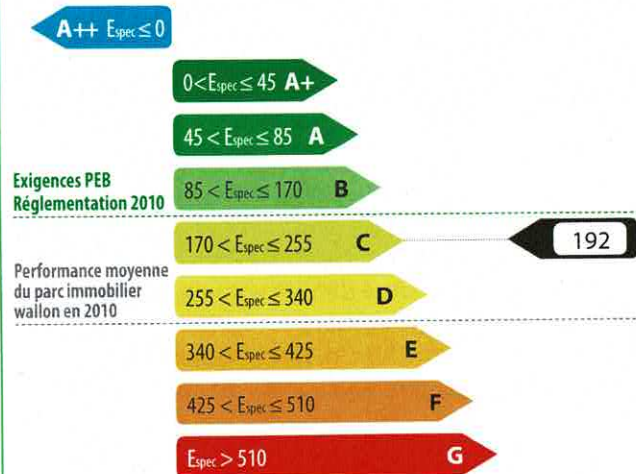 A++ Espec ≤ 0
0 < Espec ≤ 45 A+
45 < Espec ≤ 85 A
Exigences PEB
Réglementation 2010
85 < Espec ≤ 170 B
170 < Espec ≤ 255 C
192
Performance moyenne
du parc immobilier
wallon en 2010
255 < Espec ≤ 340 D
340 < Espec ≤ 425 E
425 < Espec ≤ 510 F
Espec > 510 G